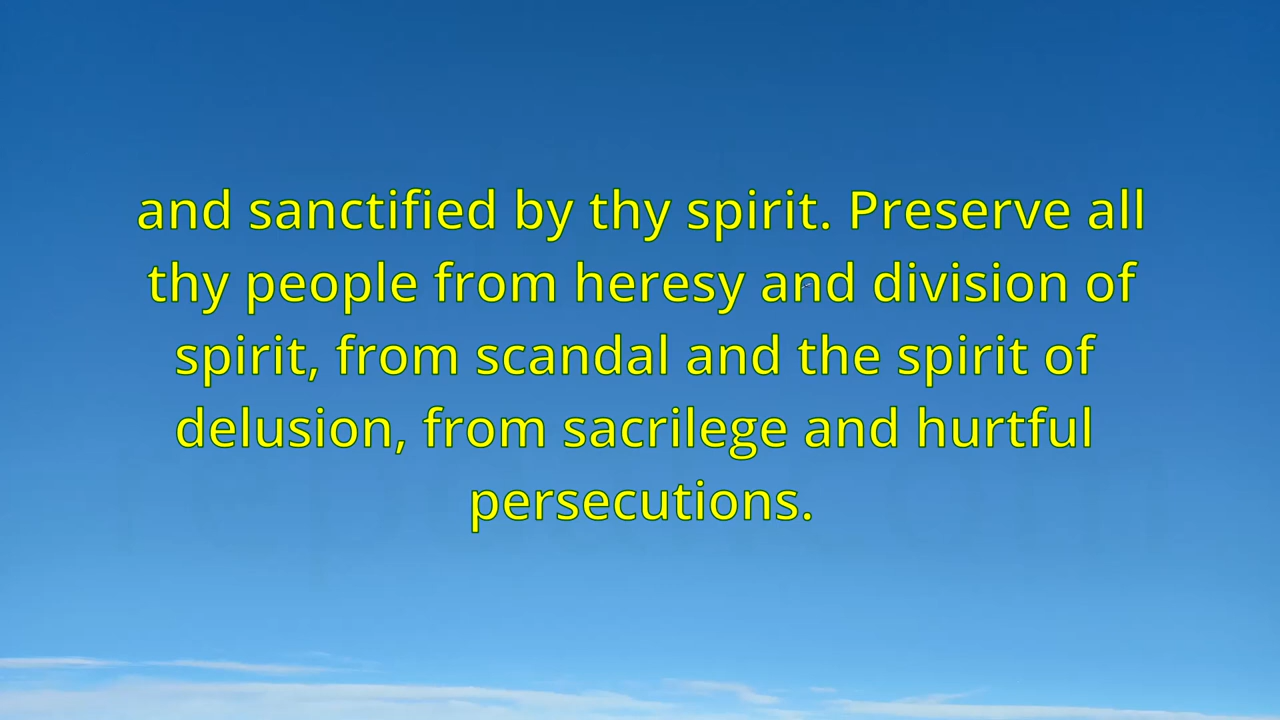 and sanctified by thy spirit. Preserve all
thy people from heresy and division of
spirit, from scandal and the spirit of
delusion, from sacrilege and hurtful
persecutions.